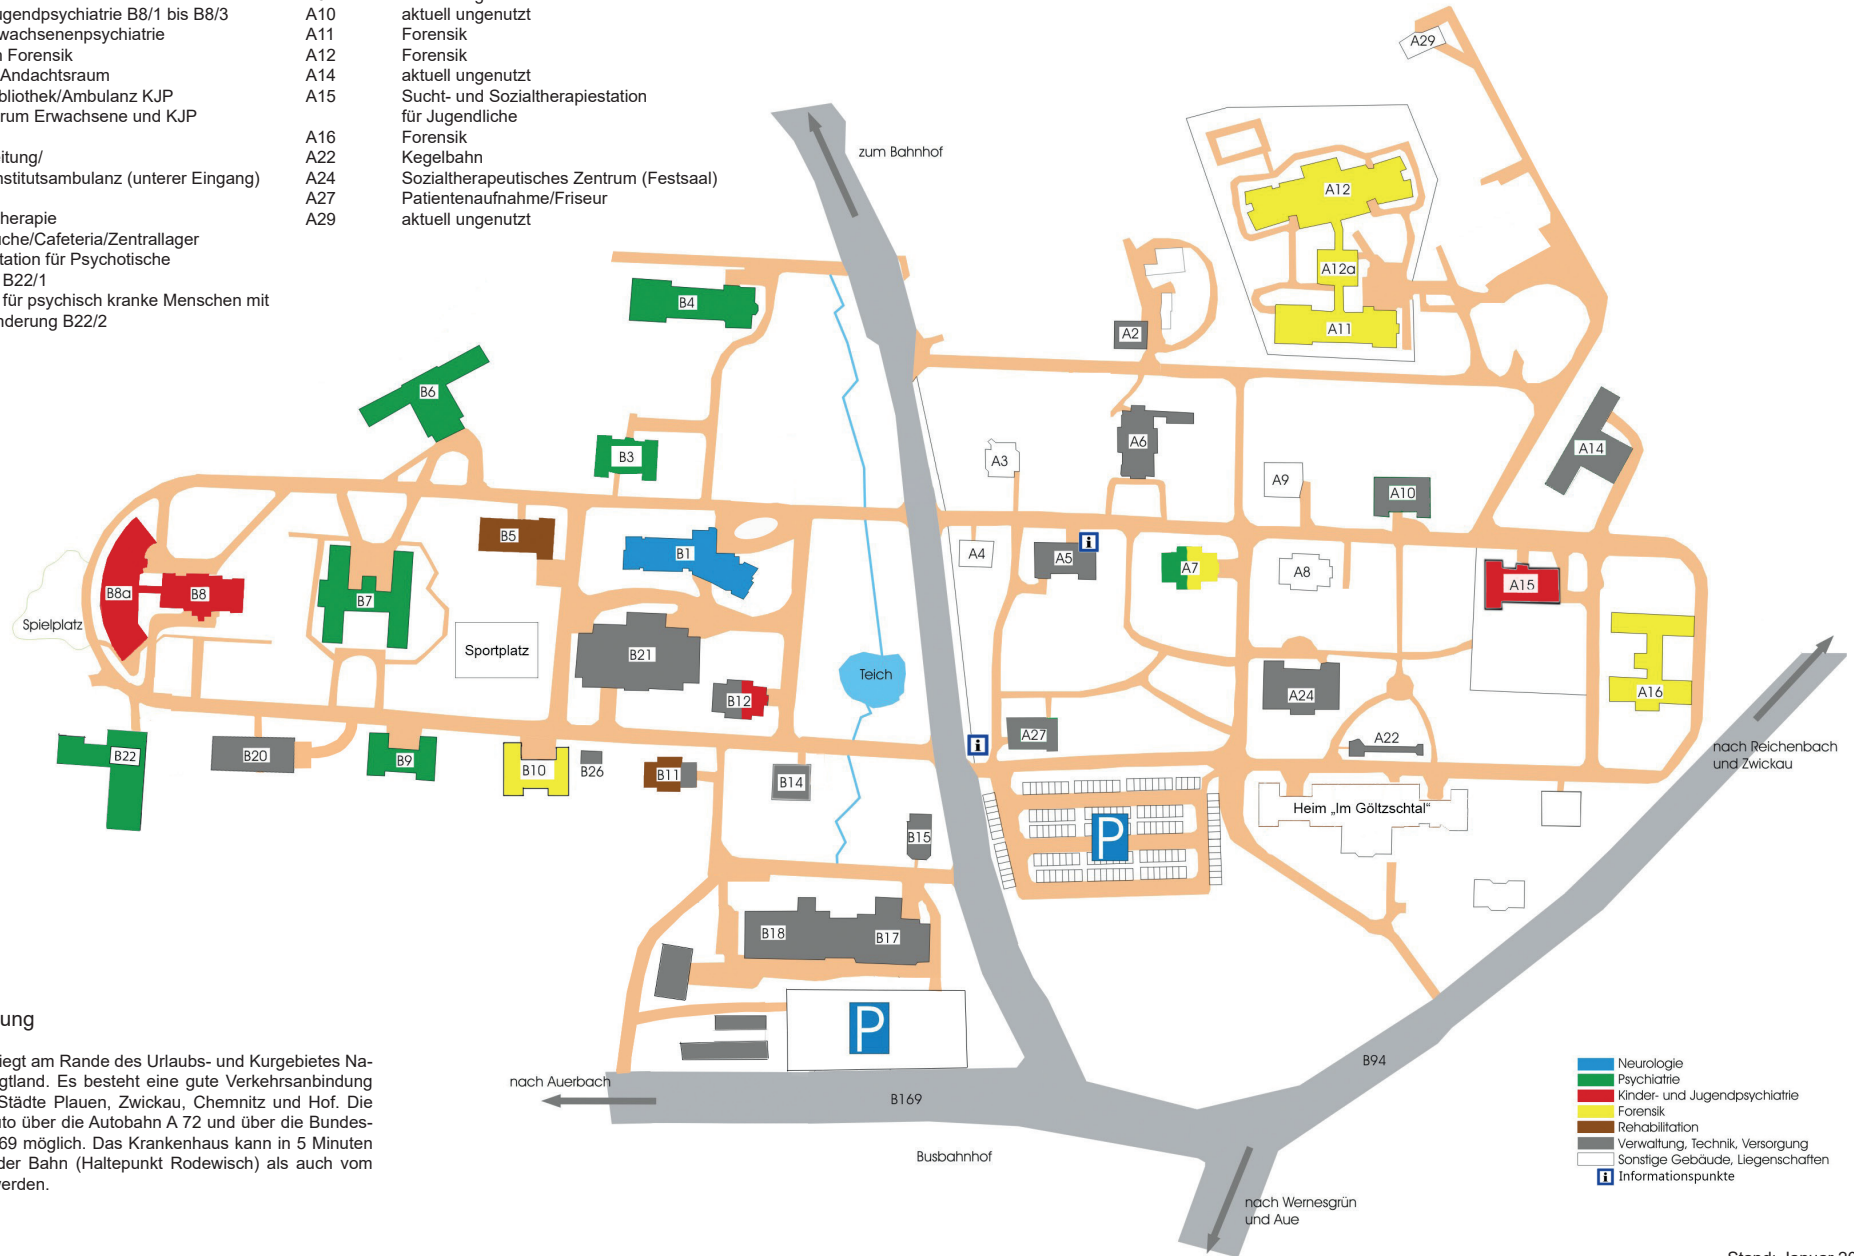 ugendpsychiatrie B8/1 bis B8/3
wachsenenpsychiatrie
n Forensik
Andachtsraum
bliothek/Ambulanz KJP
rum Erwachsene und KJP
itung/
nstitutsambulanz (unterer Eingang)
therapie
üche/Cafeteria/Zentrallager
tation für Psychotische
B22/1
für psychisch kranke Menschen mit
nderung B22/2
A10 aktuell ungenutzt
A11 Forensik
A12 Forensik
A14 aktuell ungenutzt
A15 Sucht- und Sozialtherapiestation
für Jugendliche
A16 Forensik
A22 Kegelbahn
A24 Sozialtherapeutisches Zentrum (Festsaal)
A27 Patientenaufnahme/Friseur
A29 aktuell ungenutzt
A29
zum Bahnhof
A12
A12a
A11
B4
A2
B6
B3
A3
A6
A9
A10
A14
B5
B1
A4
A5
i
A7
A8
A15
B8a
B8
B7
Spielplatz
Sportplatz
B21
Teich
B12
A24
A16
B22
B20
B9
B10
B26
B11
B14
i
A27
A22
nach Reichenbach
und Zwickau
B15
P
Heim „Im Göltzschtal“
B18
B17
P
ung
iegt am Rande des Urlaubs- und Kurgebietes Na-
gtland. Es besteht eine gute Verkehrsanbindung
Städte Plauen, Zwickau, Chemnitz und Hof. Die
uto über die Autobahn A 72 und über die Bundes-
69 möglich. Das Krankenhaus kann in 5 Minuten
der Bahn (Haltepunkt Rodewisch) als auch vom
werden.
nach Auerbach
B169
B94
Busbahnhof
nach Wernesgrün
und Aue
Neurologie
Psychiatrie
Kinder- und Jugendpsychiatrie
Forensik
Rehabilitation
Verwaltung, Technik, Versorgung
Sonstige Gebäude, Liegenschaften
i Informationspunkte